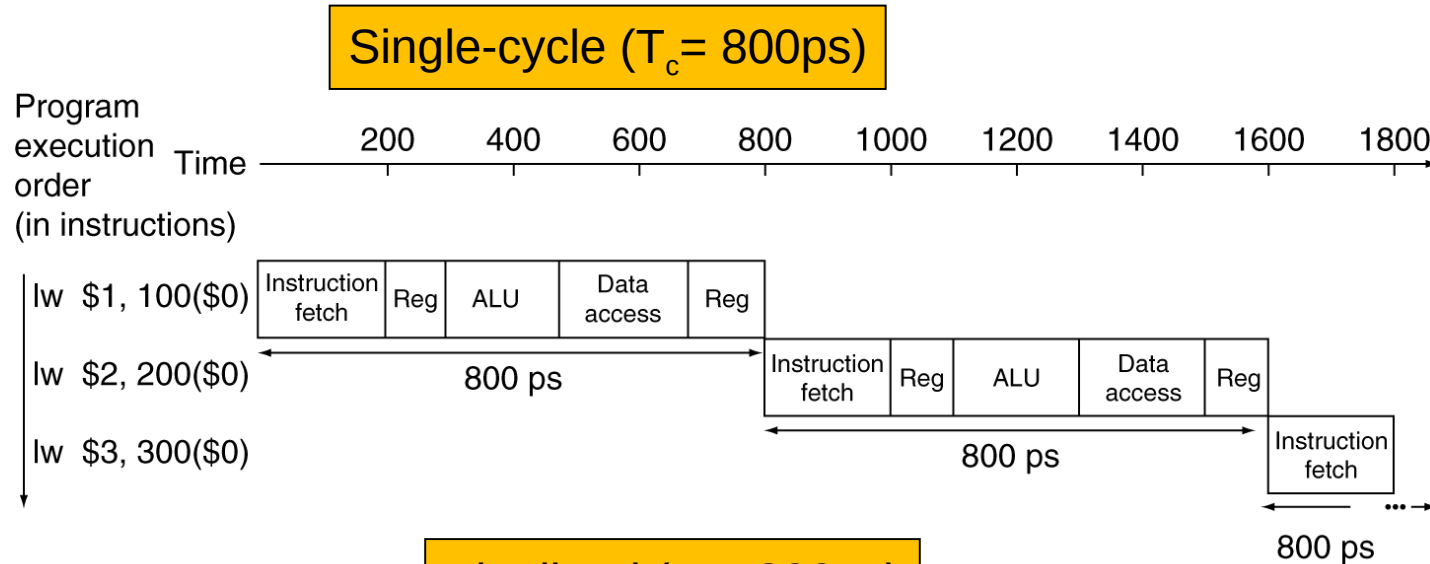 Single-cycle (Tc= 800ps)
Program
execution
order
(in instructions)
Time
200 400 600 800 1000 1200 1400 1600 1800
lw $1, 100($0)
Instruction
fetch
Reg
ALU
Data
access
Reg
800 ps
lw $2, 200($0)
Instruction
fetch
Reg
ALU
Data
access
Reg
800 ps
lw $3, 300($0)
Instruction
fetch
...
800 ps